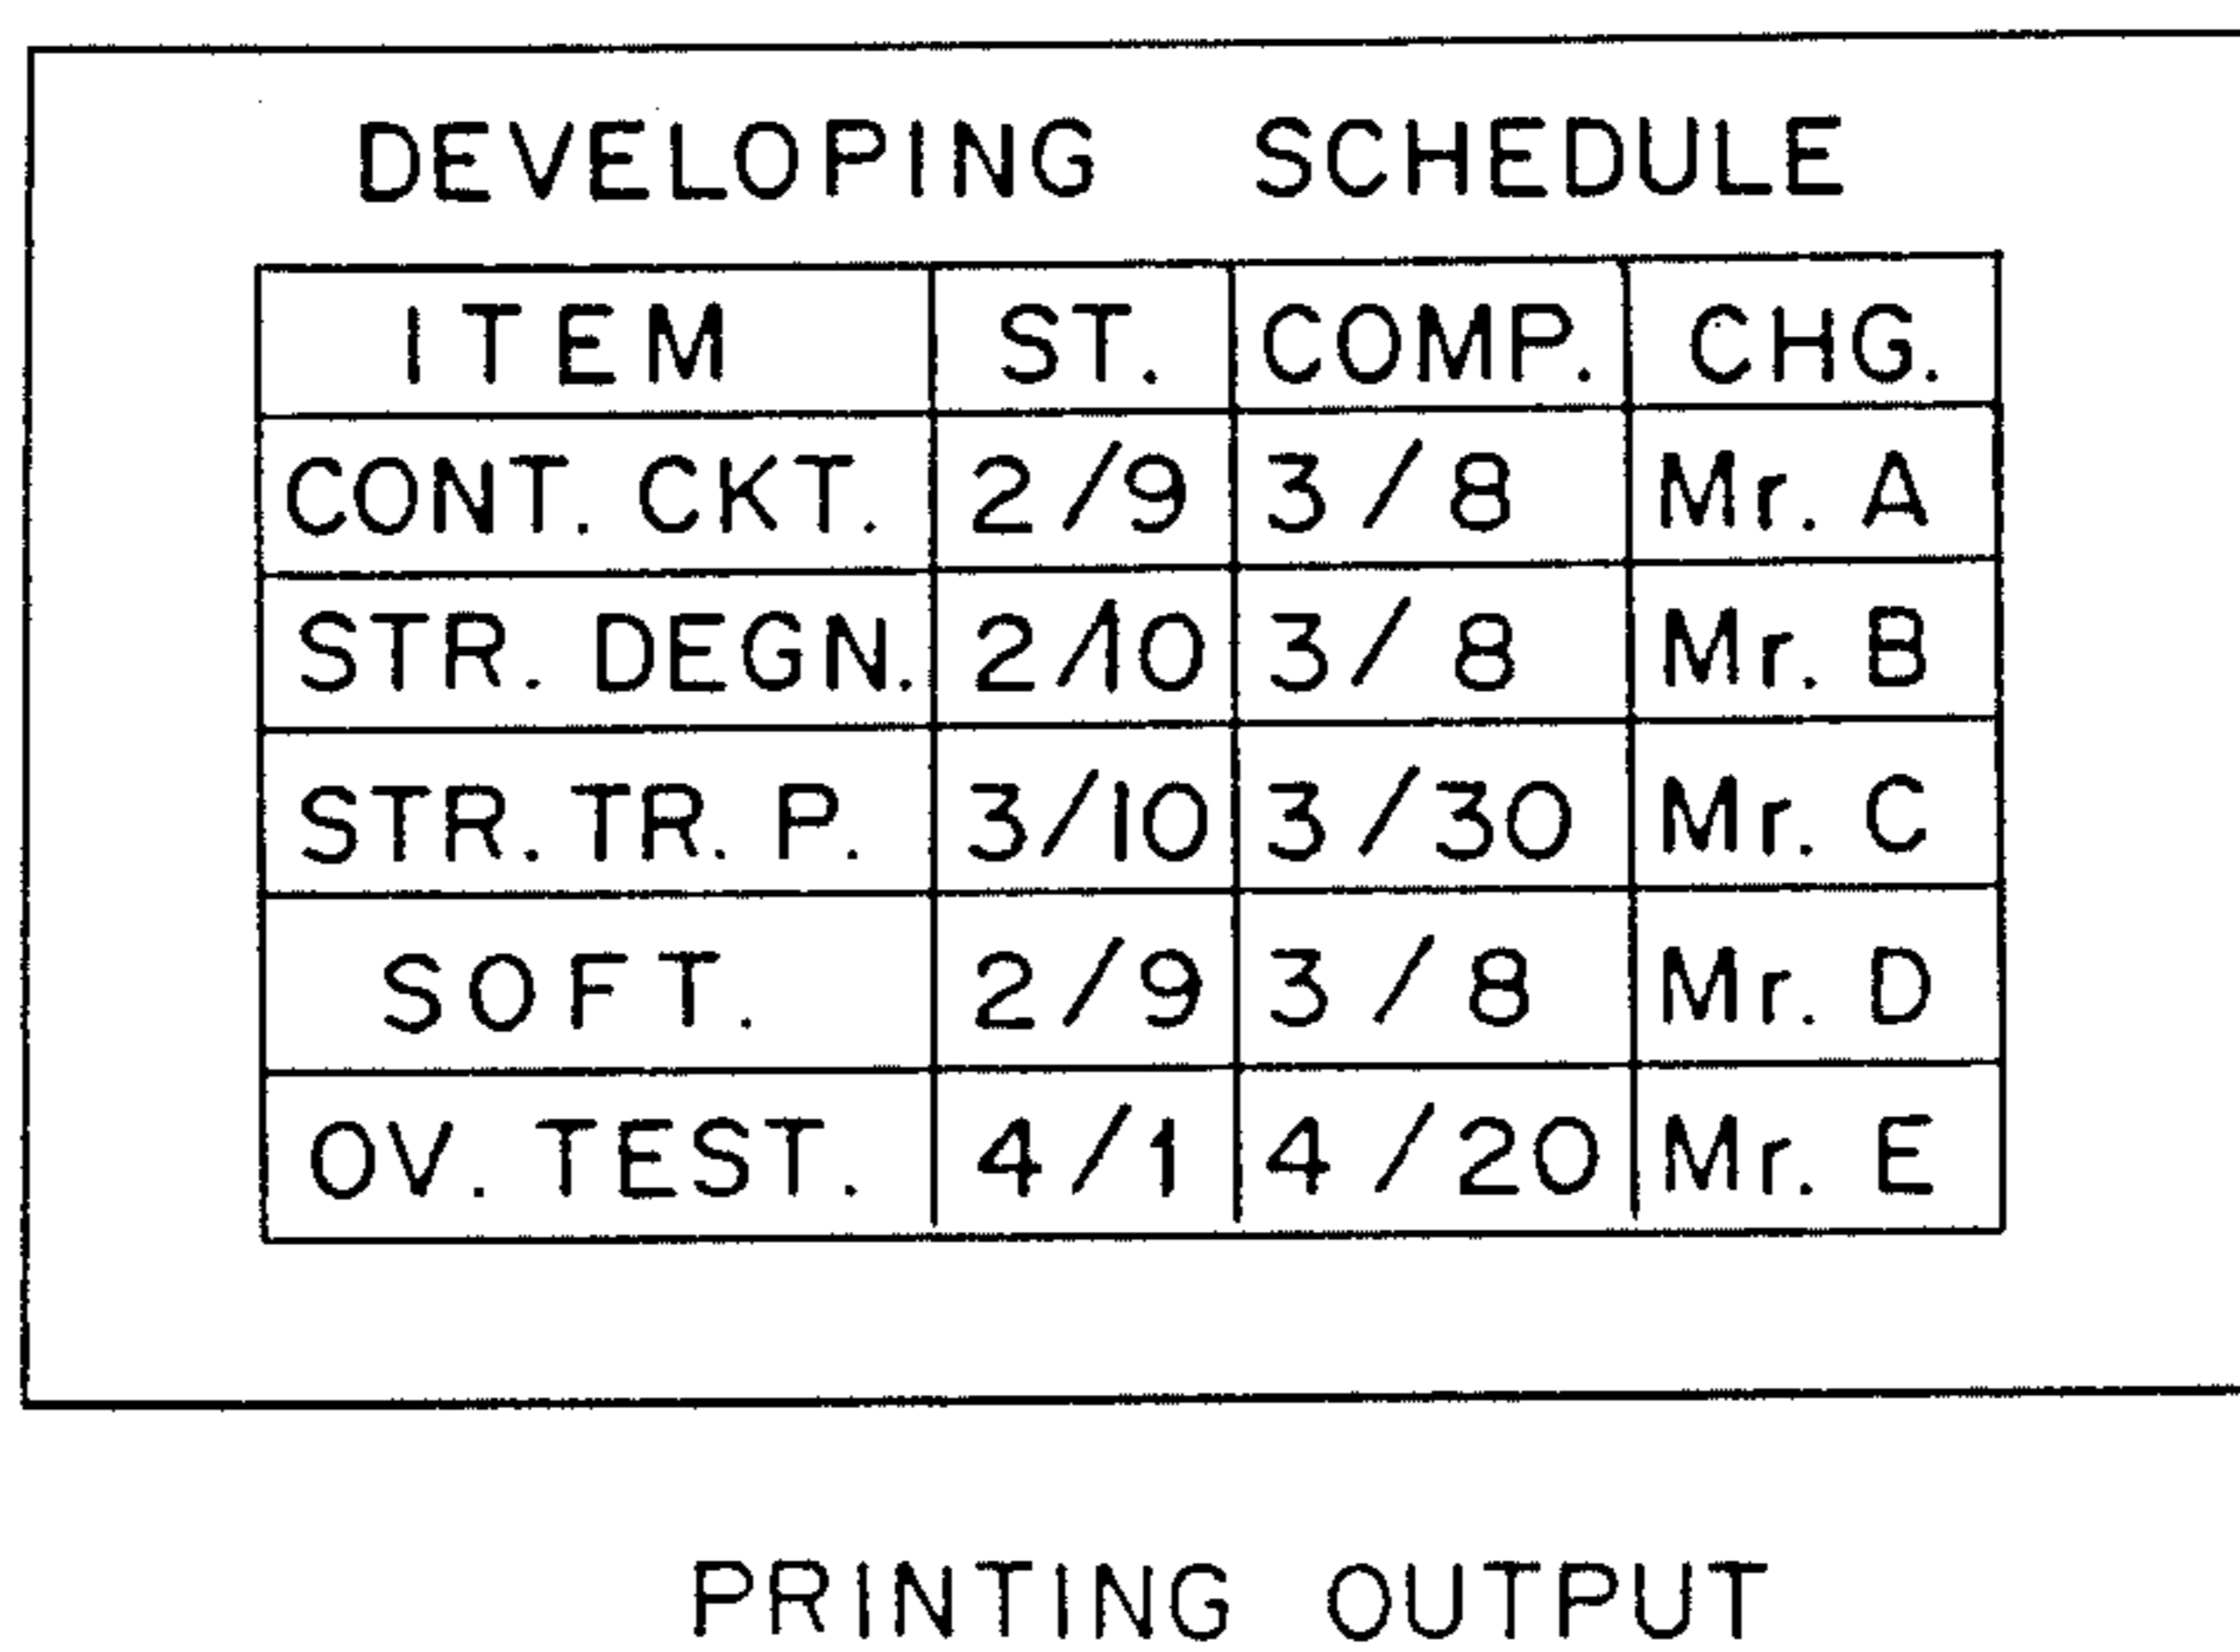 DEVELOPING SCHEDULE
ITEM ST. COMP. CHG.
CONT. CKT. 2/9 3/8 Mr. A
STR. DEGN. 2/10 3/8 Mr. B
STR. TR. P. 3/10 3/30 Mr. C
SOFT. 2/9 3/8 Mr. D
OV. TEST. 4/1 4/20 Mr. E
PRINTING OUTPUT